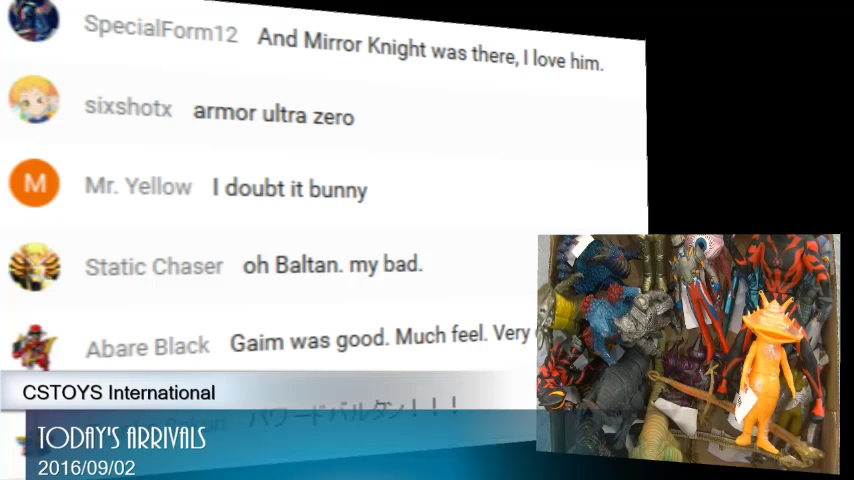 SpecialForm12 And Mirror Knight was there, I love him.
sixshotx armor ultra zero
M Mr. Yellow I doubt it bunny
Static Chaser oh Baltan. my bad.
Abare Black Gaim was good. Much feel. Very
パワードバルタン！！！
CSTOYS International
TODAY'S ARRIVALS
2016/09/02